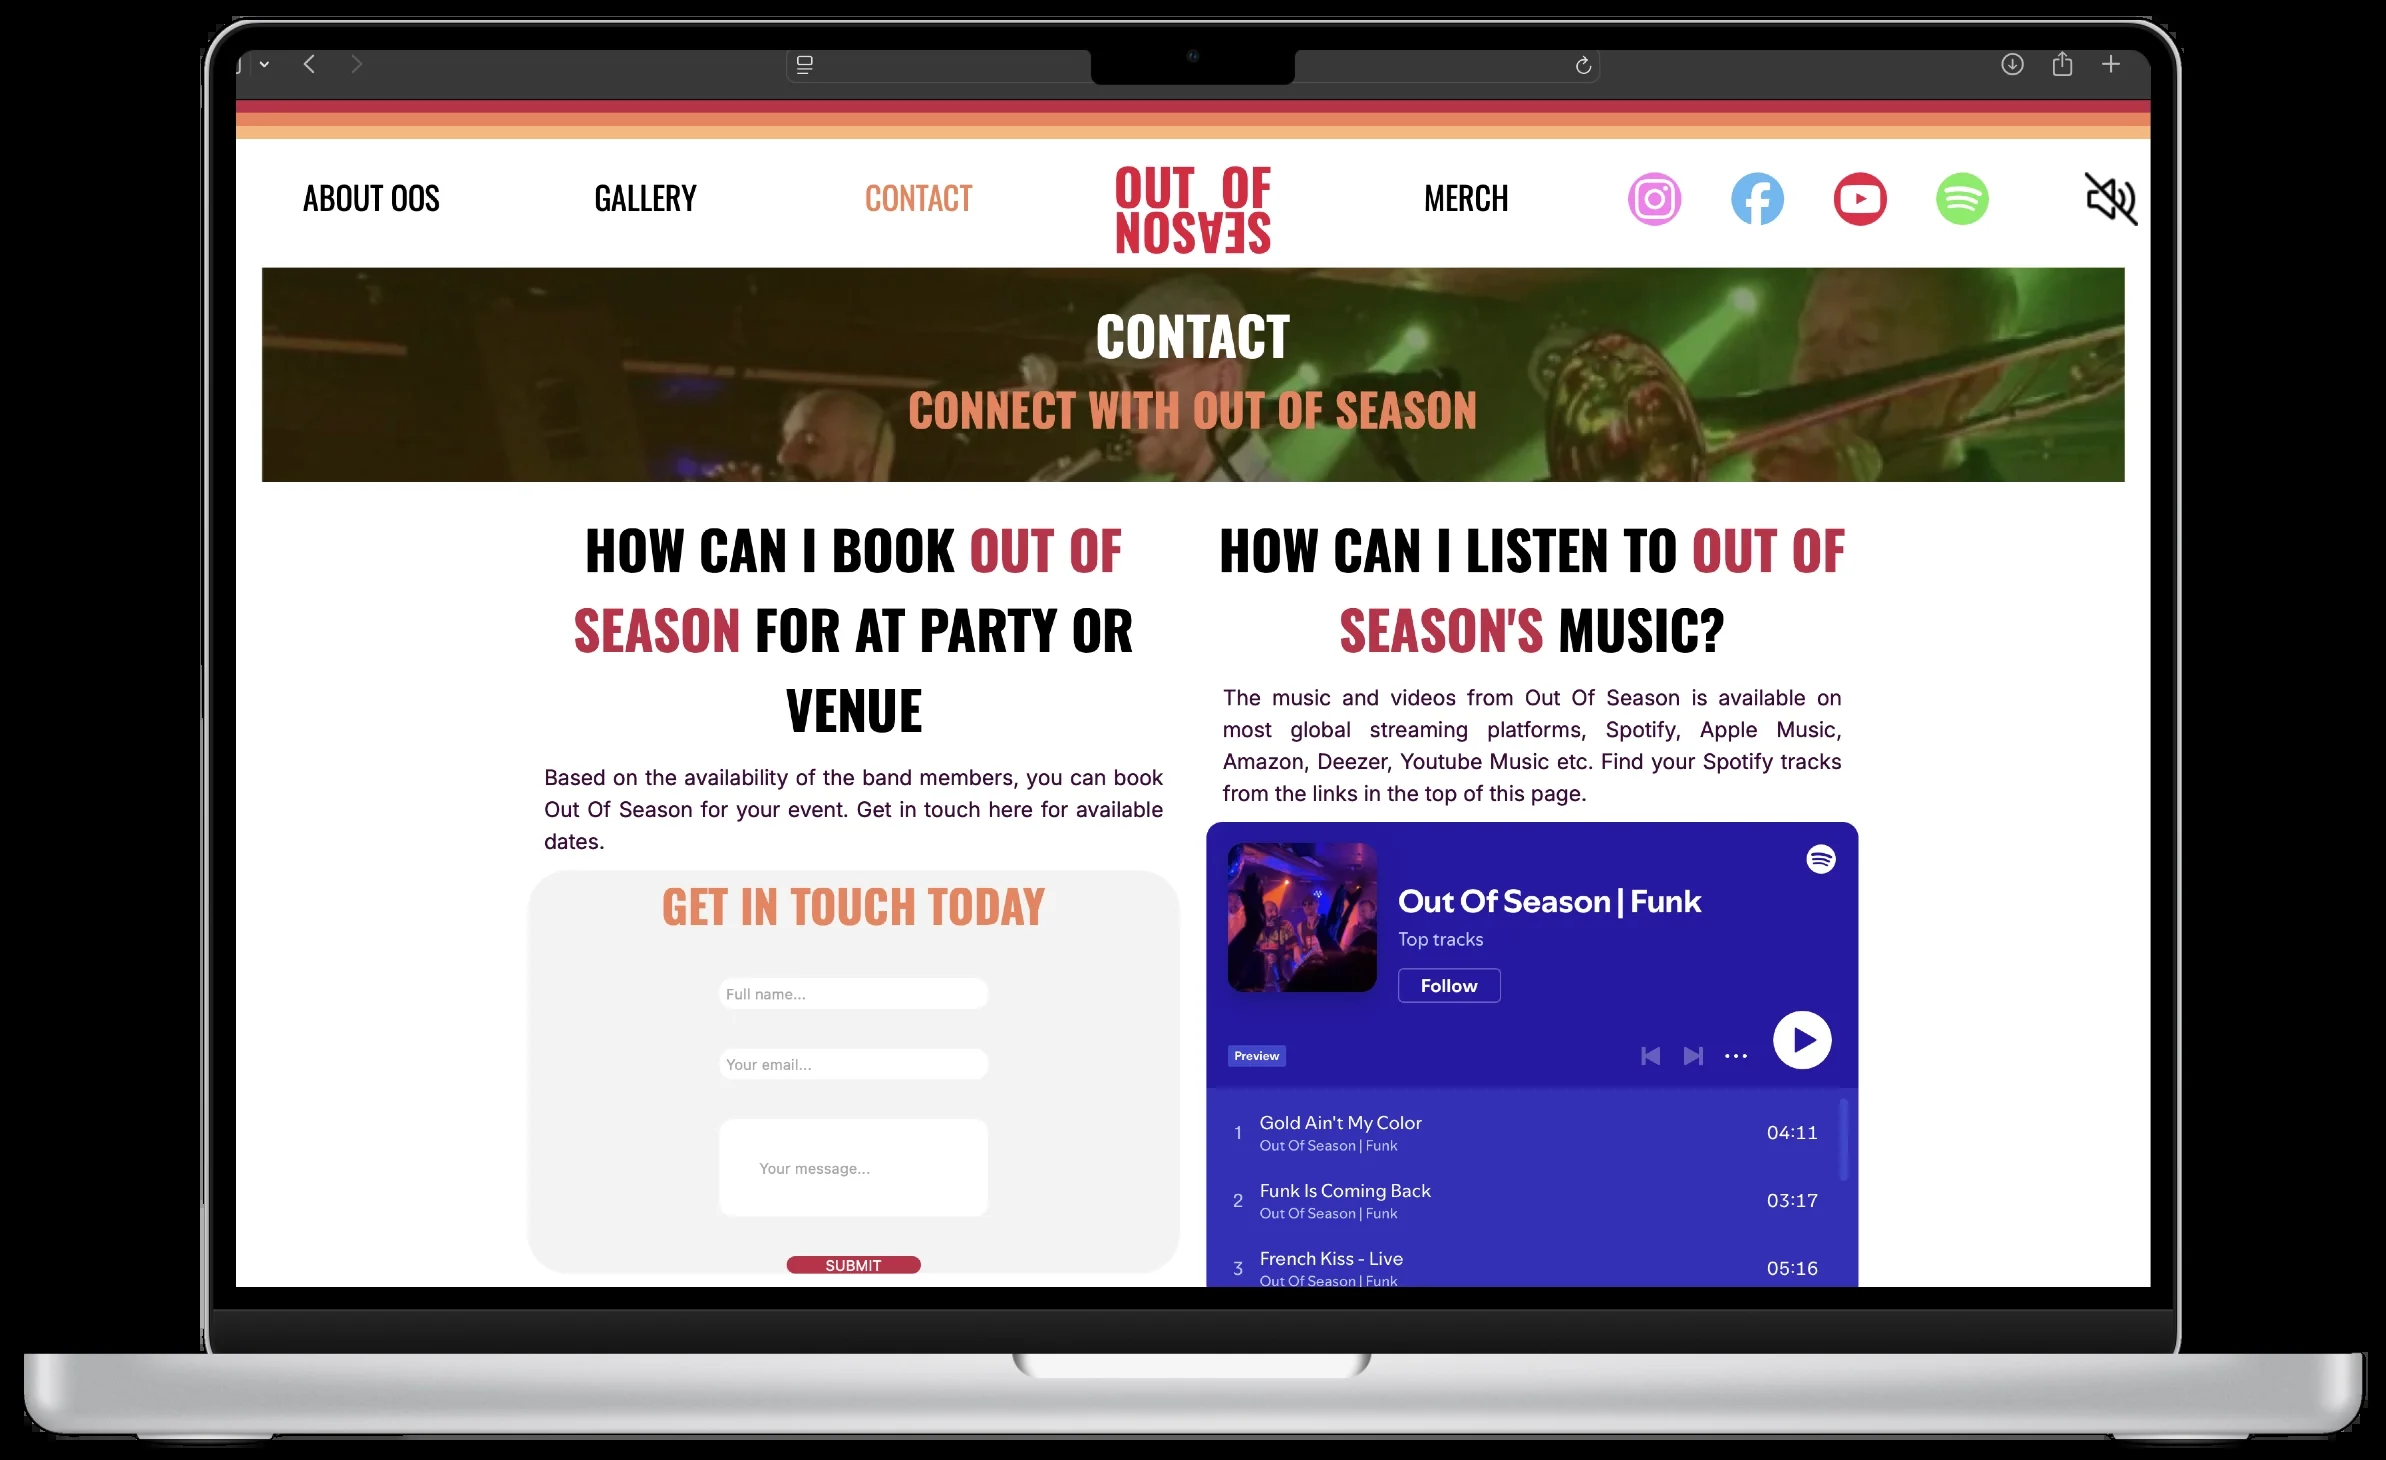 ABOUT OOS
GALLERY
CONTACT
OUT OF
SEASON
MERCH
CONTACT
CONNECT WITH OUT OF SEASON
HOW CAN I BOOK OUT OF
SEASON FOR AT PARTY OR
VENUE
Based on the availability of the band members, you can book
Out Of Season for your event. Get in touch here for available
dates.
GET IN TOUCH TODAY
Full name...
Your email...
Your message...
SUBMIT
HOW CAN I LISTEN TO OUT OF
SEASON'S MUSIC?
The music and videos from Out Of Season is available on
most global streaming platforms, Spotify, Apple Music,
Amazon, Deezer, Youtube Music etc. Find your Spotify tracks
from the links in the top of this page.
Out Of Season | Funk
Top tracks
Follow
Preview
1 Gold Ain't My Color 04:11
Out Of Season | Funk
2 Funk Is Coming Back 03:17
Out Of Season | Funk
3 French Kiss - Live 05:16
Out Of Season | Funk